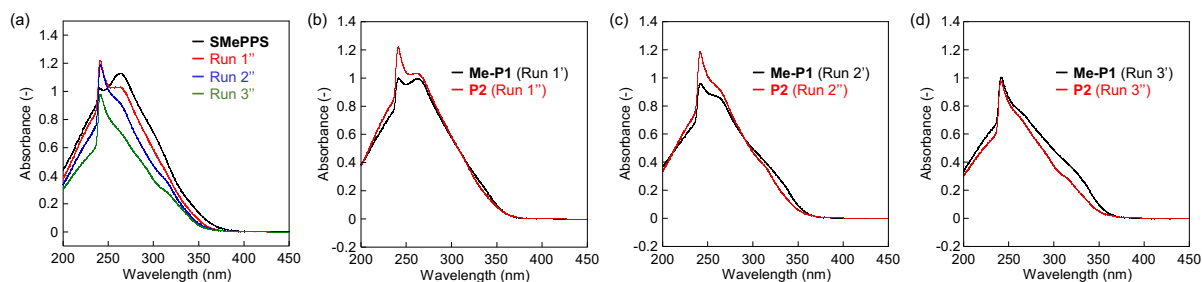 (a)
Absorbance (-)
1.4
1.2
1
0.8
0.6
0.4
0.2
0
-0.2
SMePPS
Run 1’’
Run 2’’
Run 3’’
200 250 300 350 400 450
Wavelength (nm)
(b)
Absorbance (-)
1.4
1.2
1
0.8
0.6
0.4
0.2
0
-0.2
Me-P1 (Run 1’)
P2 (Run 1’’)
200 250 300 350 400 450
Wavelength (nm)
(c)
Absorbance (-)
1.4
1.2
1
0.8
0.6
0.4
0.2
0
-0.2
Me-P1 (Run 2’)
P2 (Run 2’’)
200 250 300 350 400 450
Wavelength (nm)
(d)
Absorbance (-)
1.4
1.2
1
0.8
0.6
0.4
0.2
0
-0.2
Me-P1 (Run 3’)
P2 (Run 3’’)
200 250 300 350 400 450
Wavelength (nm)